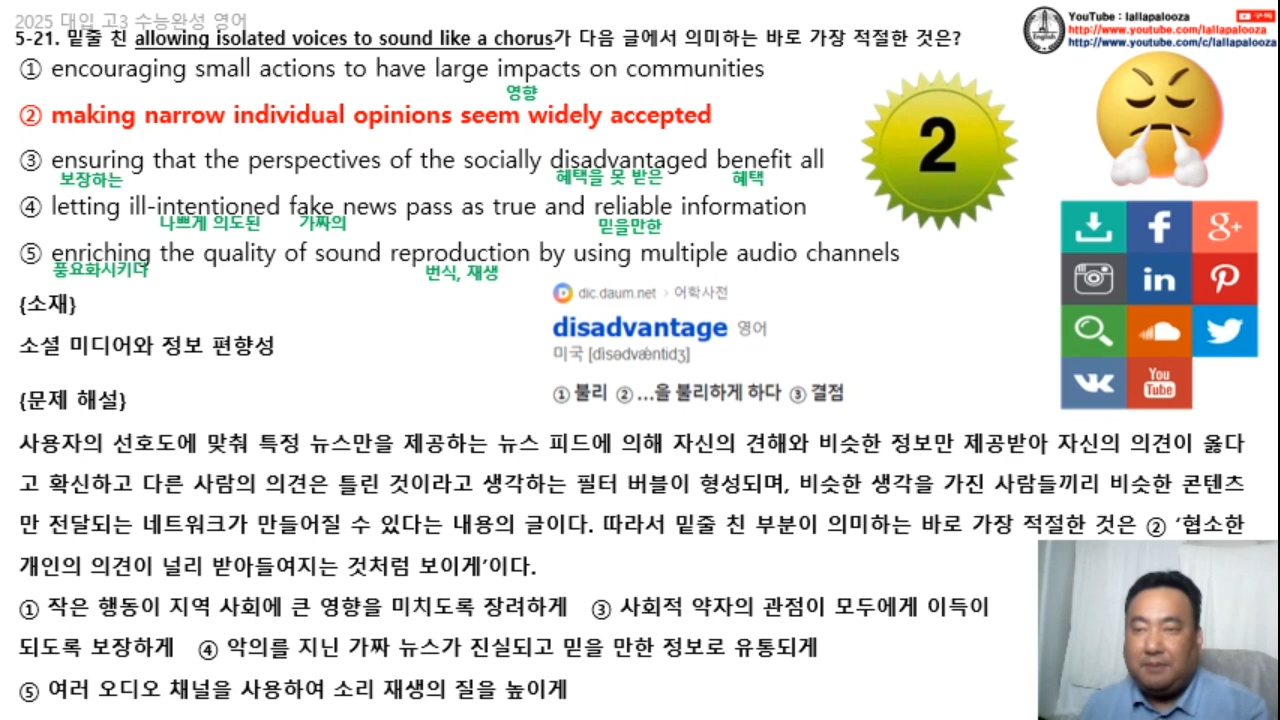 2025 대입 고3 수능완성 영어
5-21. 밑줄 친 allowing isolated voices to sound like a chorus가 다음 글에서 의미하는 바로 가장 적절한 것은?
YouTube : lallapalooza
http://www.youtube.com/lallapalooza
http://www.youtube.com/c/lallapalooza
① encouraging small actions to have large impacts on communities
영향
② making narrow individual opinions seem widely accepted
2
③ ensuring that the perspectives of the socially disadvantaged benefit all
보장하는
혜택을 못 받은
혜택
④ letting ill-intentioned fake news pass as true and reliable information
나쁘게 의도된
가짜의
믿을만한
⑤ enriching the quality of sound reproduction by using multiple audio channels
풍요화시키더
번식, 재생
f
g+
in
You
Tube
{소재}
소셜 미디어와 정보 편향성
dic.daum.net › 어학사전
disadvantage 영어
미국 [dìsədvǽntidʒ]
① 불리 ② …을 불리하게 하다 ③ 결점
{문제 해설}
사용자의 선호도에 맞춰 특정 뉴스만을 제공하는 뉴스 피드에 의해 자신의 견해와 비슷한 정보만 제공받아 자신의 의견이 옳다
고 확신하고 다른 사람의 의견은 틀린 것이라고 생각하는 필터 버블이 형성되며, 비슷한 생각을 가진 사람들끼리 비슷한 콘텐츠
만 전달되는 네트워크가 만들어질 수 있다는 내용의 글이다. 따라서 밑줄 친 부분이 의미하는 바로 가장 적절한 것은 ② ‘협소한
개인의 의견이 널리 받아들여지는 것처럼 보이게’이다.
① 작은 행동이 지역 사회에 큰 영향을 미치도록 장려하게 ③ 사회적 약자의 관점이 모두에게 이득이
되도록 보장하게 ④ 악의를 지닌 가짜 뉴스가 진실되고 믿을 만한 정보로 유통되게
⑤ 여러 오디오 채널을 사용하여 소리 재생의 질을 높이게